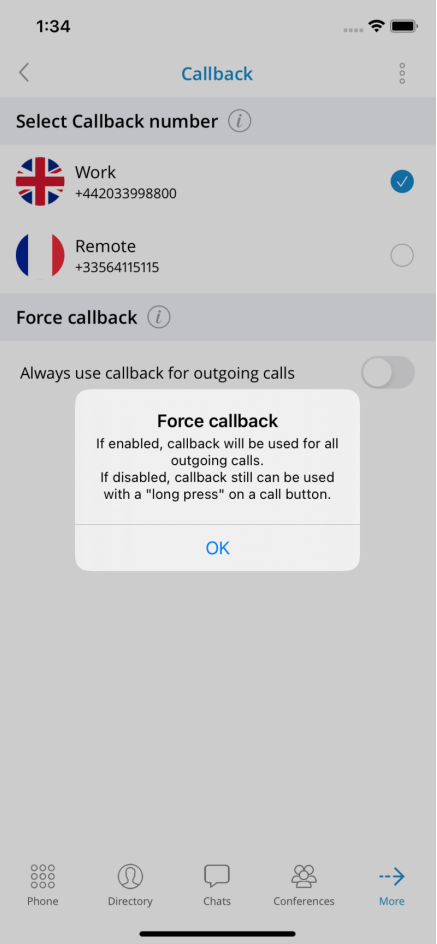 1:34
Callback
Select Callback number i
Work
+442033998800
Remote
+33564115115
Force callback i
Always use callback for outgoing calls
Force callback
If enabled, callback will be used for all
outgoing calls.
If disabled, callback still can be used
with a "long press" on a call button.
OK
Phone
Directory
Chats
Conferences
More